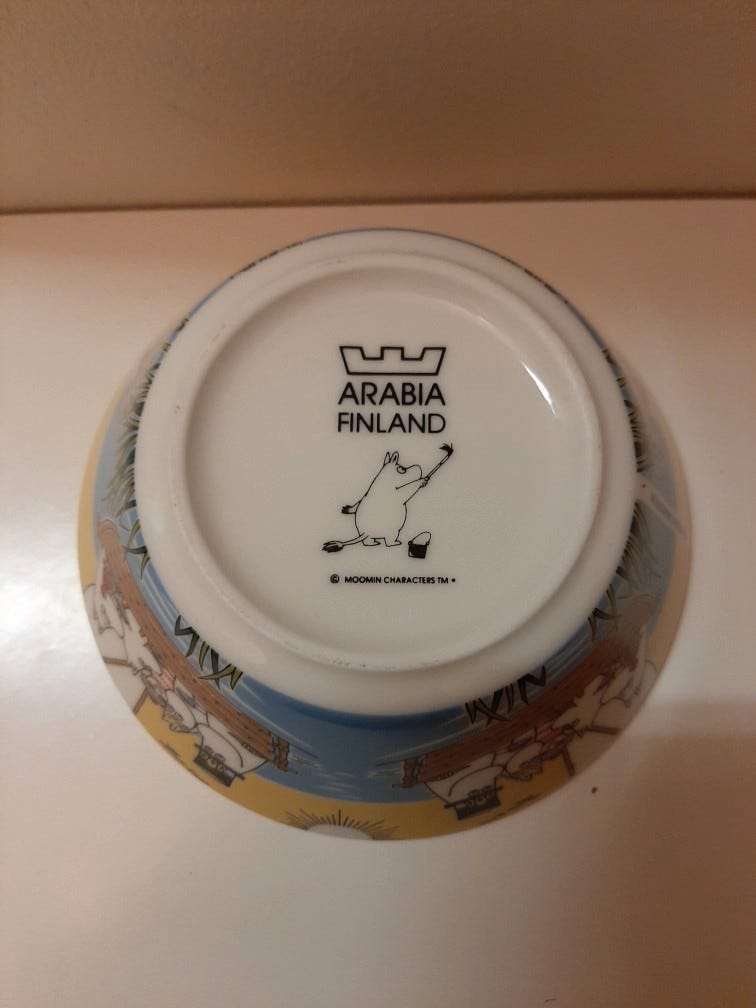 ARABIA
FINLAND
© MOOMIN CHARACTERS TM •